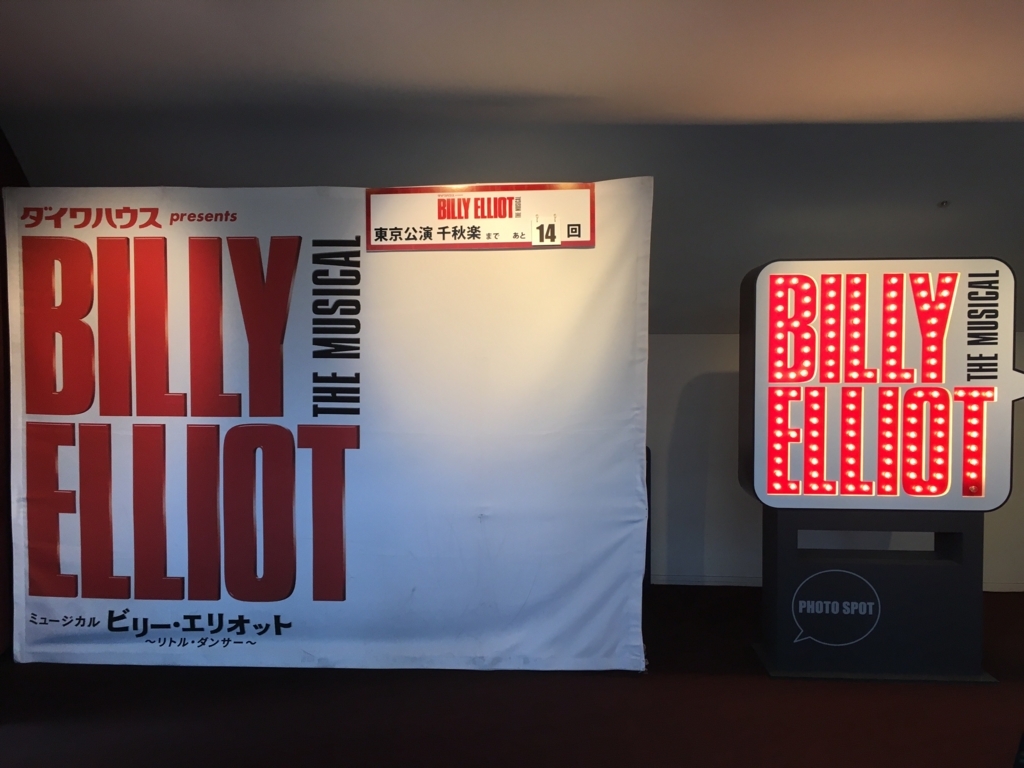 ダイワハウス presents
BILLY
ELLIOT
THE MUSICAL
ミュージカル ビリー・エリオット
～リトル・ダンサー～
BILLY ELLIOT THE MUSICAL
東京公演 千秋楽 まで あと 14 回
BILLY
ELLIOT
THE MUSICAL
PHOTO SPOT